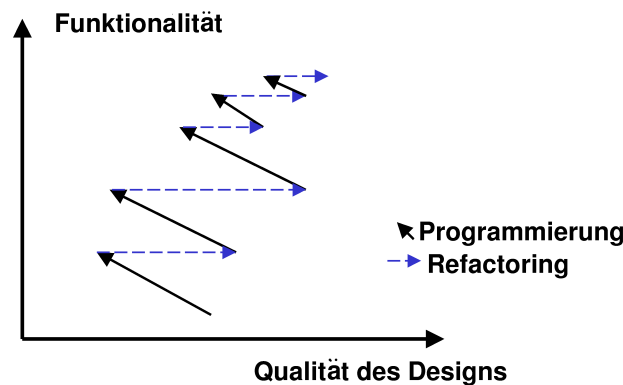 Funktionalität
Programmierung
Refactoring
Qualität des Designs